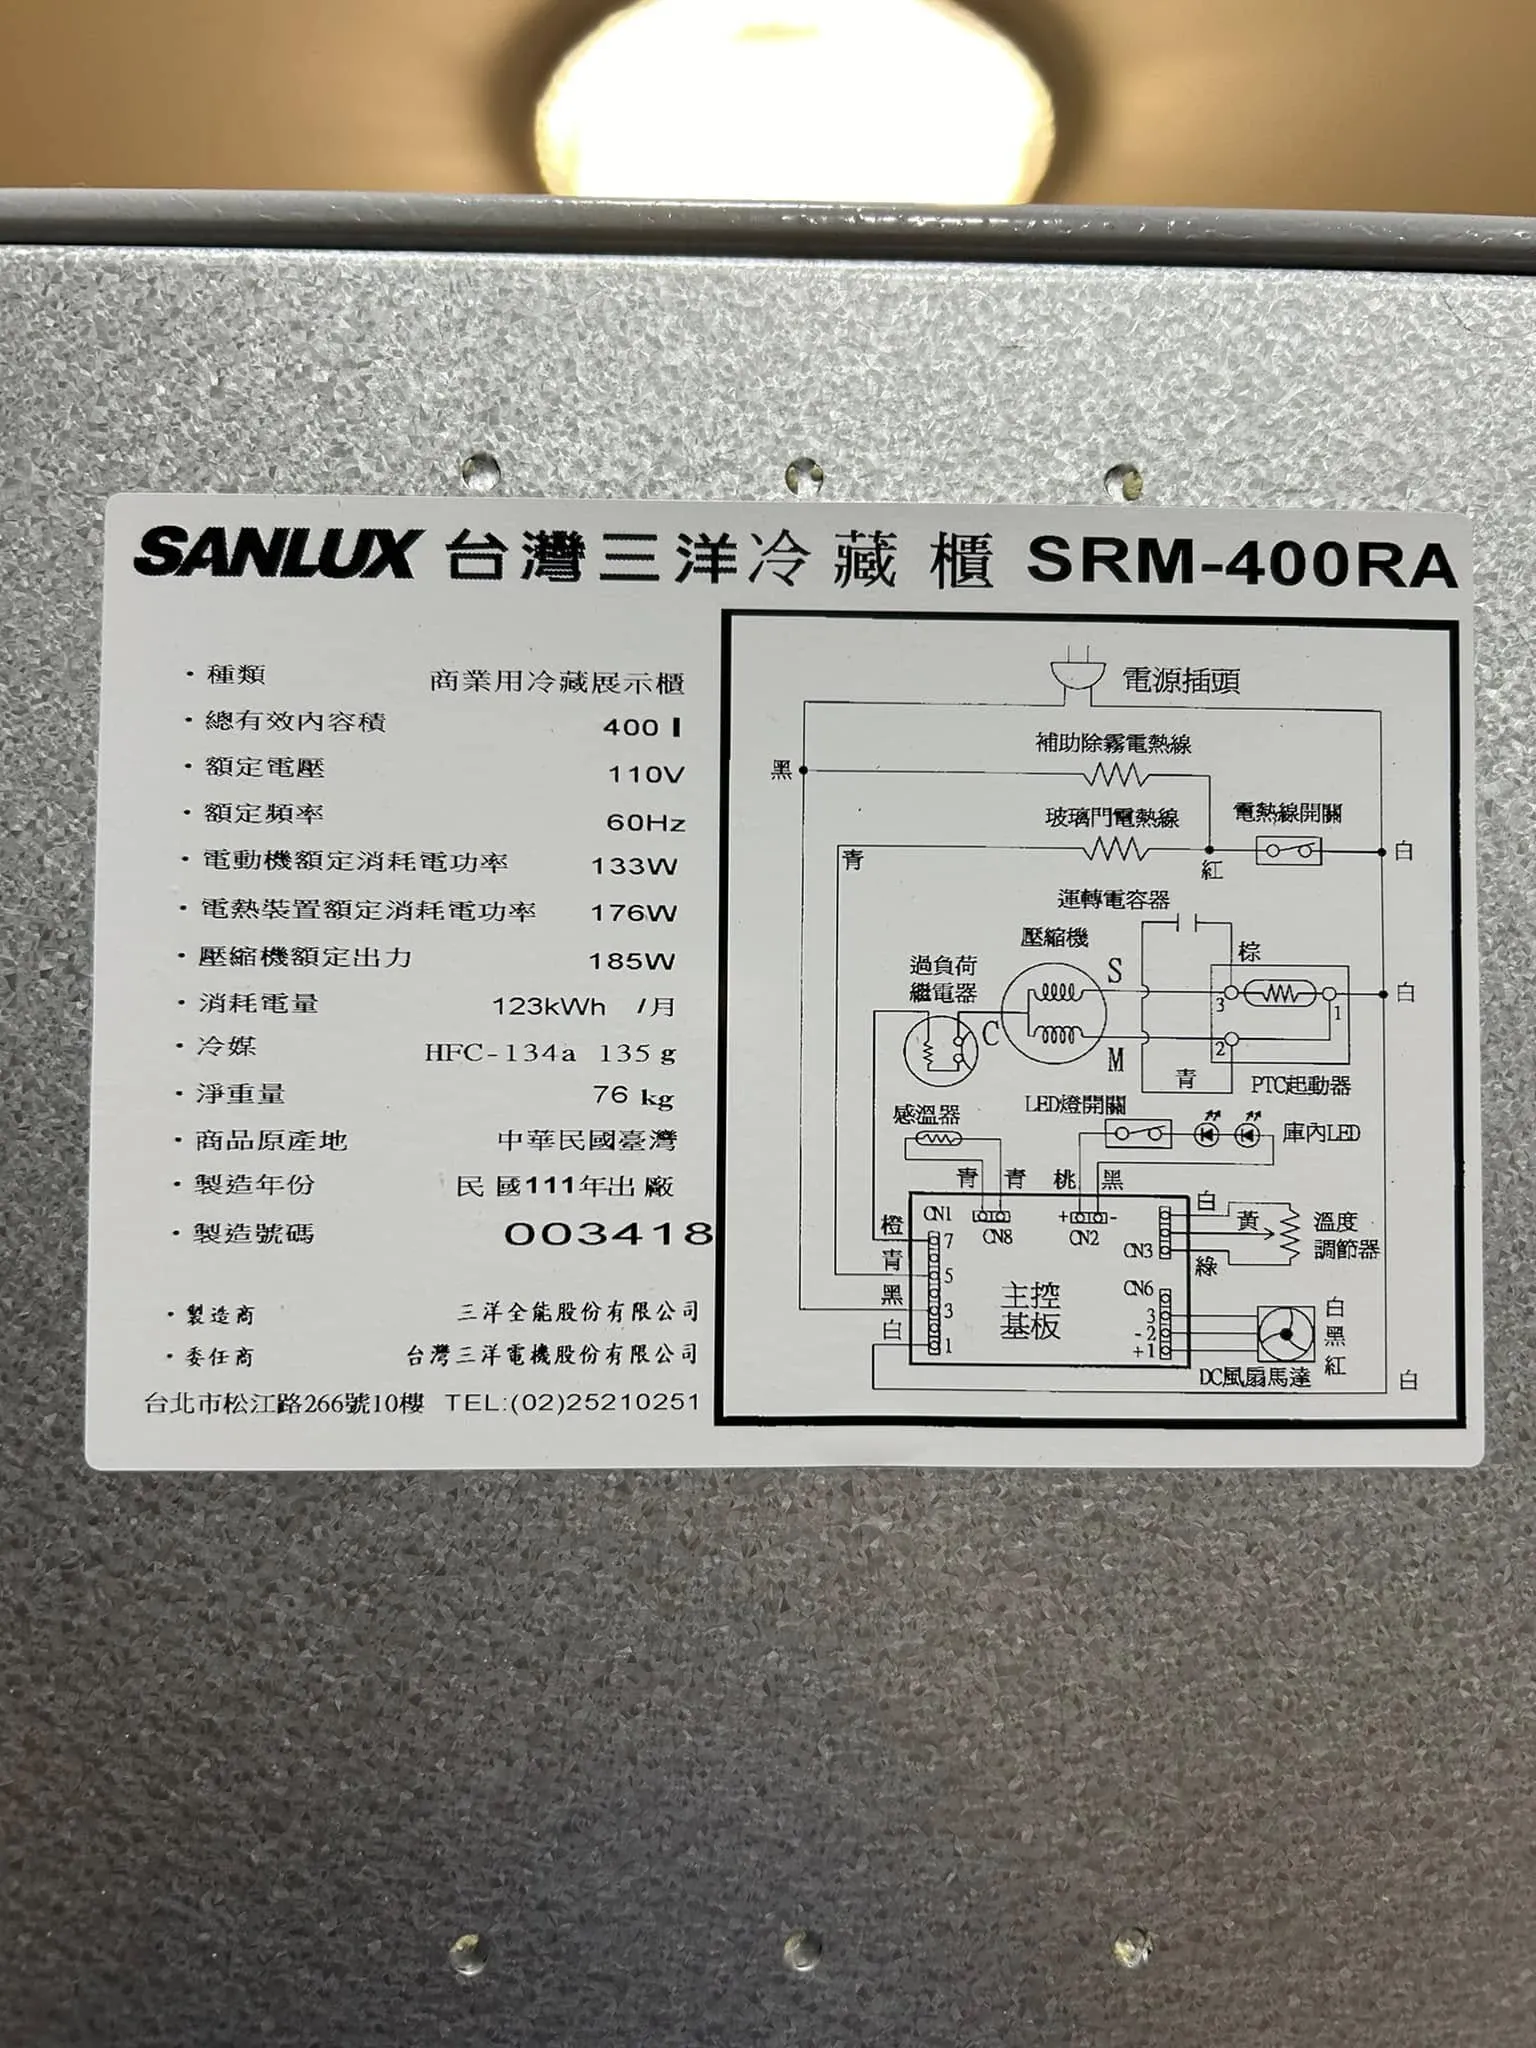 SANLUX 台灣三洋冷藏櫃 SRM-400RA
・種類 商業用冷藏展示櫃
・總有效內容積 400 l
・額定電壓 110V
・額定頻率 60Hz
・電動機額定消耗電功率 133W
・電熱裝置額定消耗電功率 176W
・壓縮機額定出力 185W
・消耗電量 123kWh /月
・冷媒 HFC-134a 135 g
・淨重量 76 kg
・商品原產地 中華民國臺灣
・製造年份 民國111年出廠
・製造號碼 003418
・製造商 三洋全能股份有限公司
・委任商 台灣三洋電機股份有限公司
台北市松江路266號10樓 TEL:(02)25210251
電源插頭
補助除霧電熱線
黑
玻璃門電熱線
電熱線開關
青
紅
白
運轉電容器
壓縮機
過負荷
繼電器
C
S
M
棕
3
1
2
白
青
PTC起動器
LED燈開關
感溫器
庫內LED
青 青 桃 黑
CN1
CN8
+ -
CN2
白
黃
綠
CN3
溫度
調節器
橙 7
青 5
黑 3
白 1
主控
基板
CN6
3
-2
+1
白
黑
紅
DC風扇馬達
白